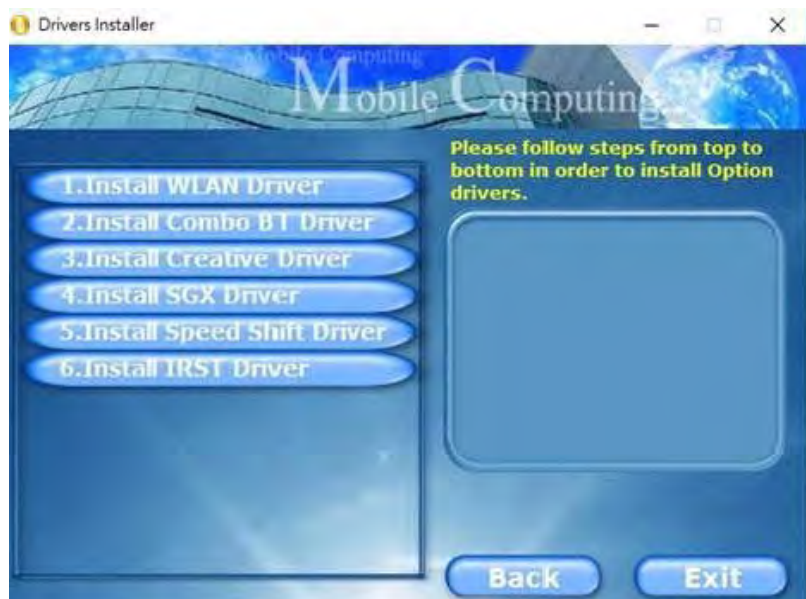 Drivers Installer
Mobile Computing
Mobile Computing
Please follow steps from top to
bottom in order to install Option
drivers.
1.Install WLAN Driver
2.Install Combo BT Driver
3.Install Creative Driver
4.Install SGX Driver
5.Install Speed Shift Driver
6.Install IRST Driver
Back
Exit